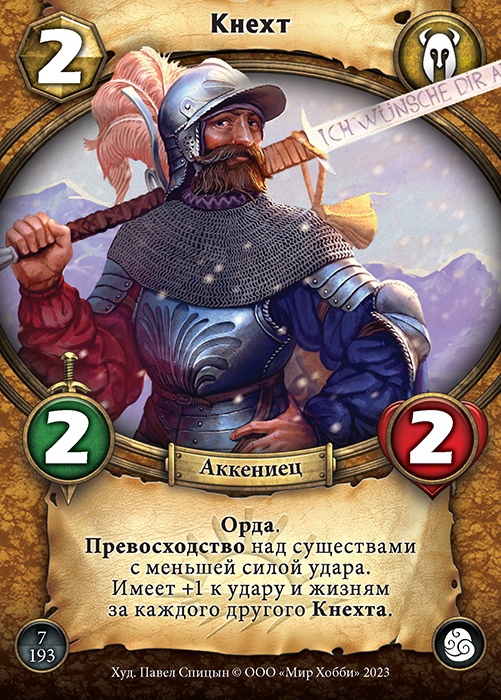 Кнехт
2
ICH WÜNSCHE DIR A
2
2
Аккениец
Орда.
Превосходство над существами
с меньшей силой удара.
Имеет +1 к удару и жизням
за каждого другого Кнехта.
7
193
Худ. Павел Спицын © ООО «Мир Хобби» 2023